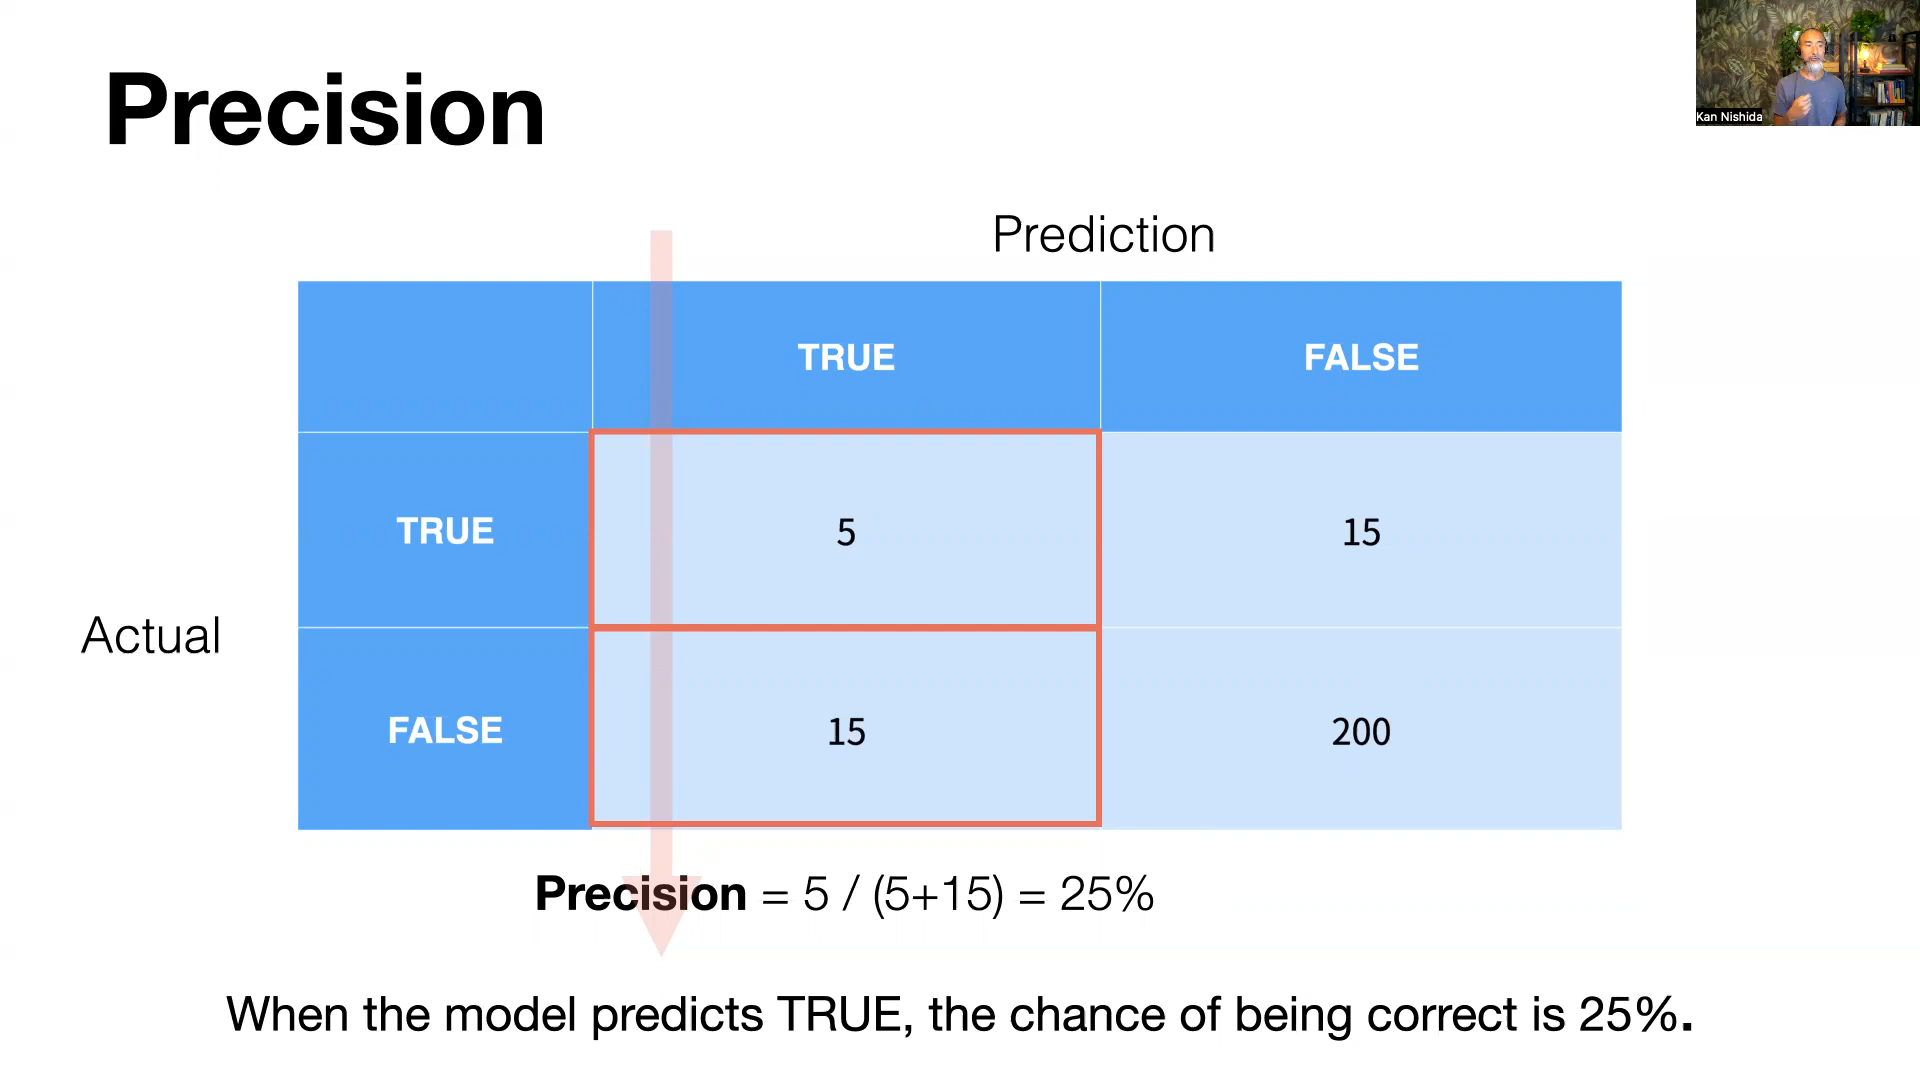 Precision
Kan Nishida
Prediction
TRUE FALSE
TRUE 5 15
Actual
FALSE 15 200
Precision = 5 / (5+15) = 25%
When the model predicts TRUE, the chance of being correct is 25%.